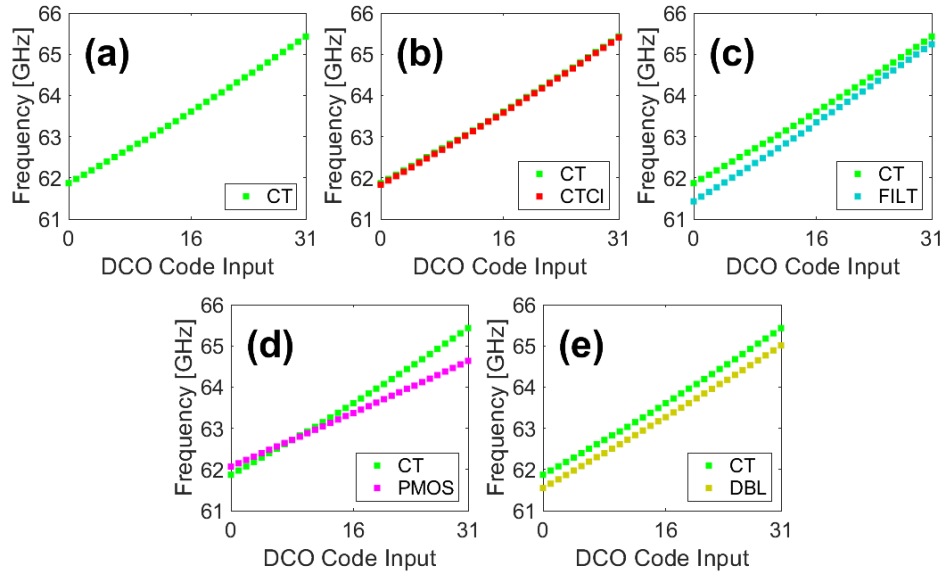 66
65
64
63
62
61
Frequency [GHz]
(a)
CT
0
16
31
DCO Code Input
66
65
64
63
62
61
Frequency [GHz]
(b)
CT
CTCI
0
16
31
DCO Code Input
66
65
64
63
62
61
Frequency [GHz]
(c)
CT
FILT
0
16
31
DCO Code Input
66
65
64
63
62
61
Frequency [GHz]
(d)
CT
PMOS
0
16
31
DCO Code Input
66
65
64
63
62
61
Frequency [GHz]
(e)
CT
DBL
0
16
31
DCO Code Input